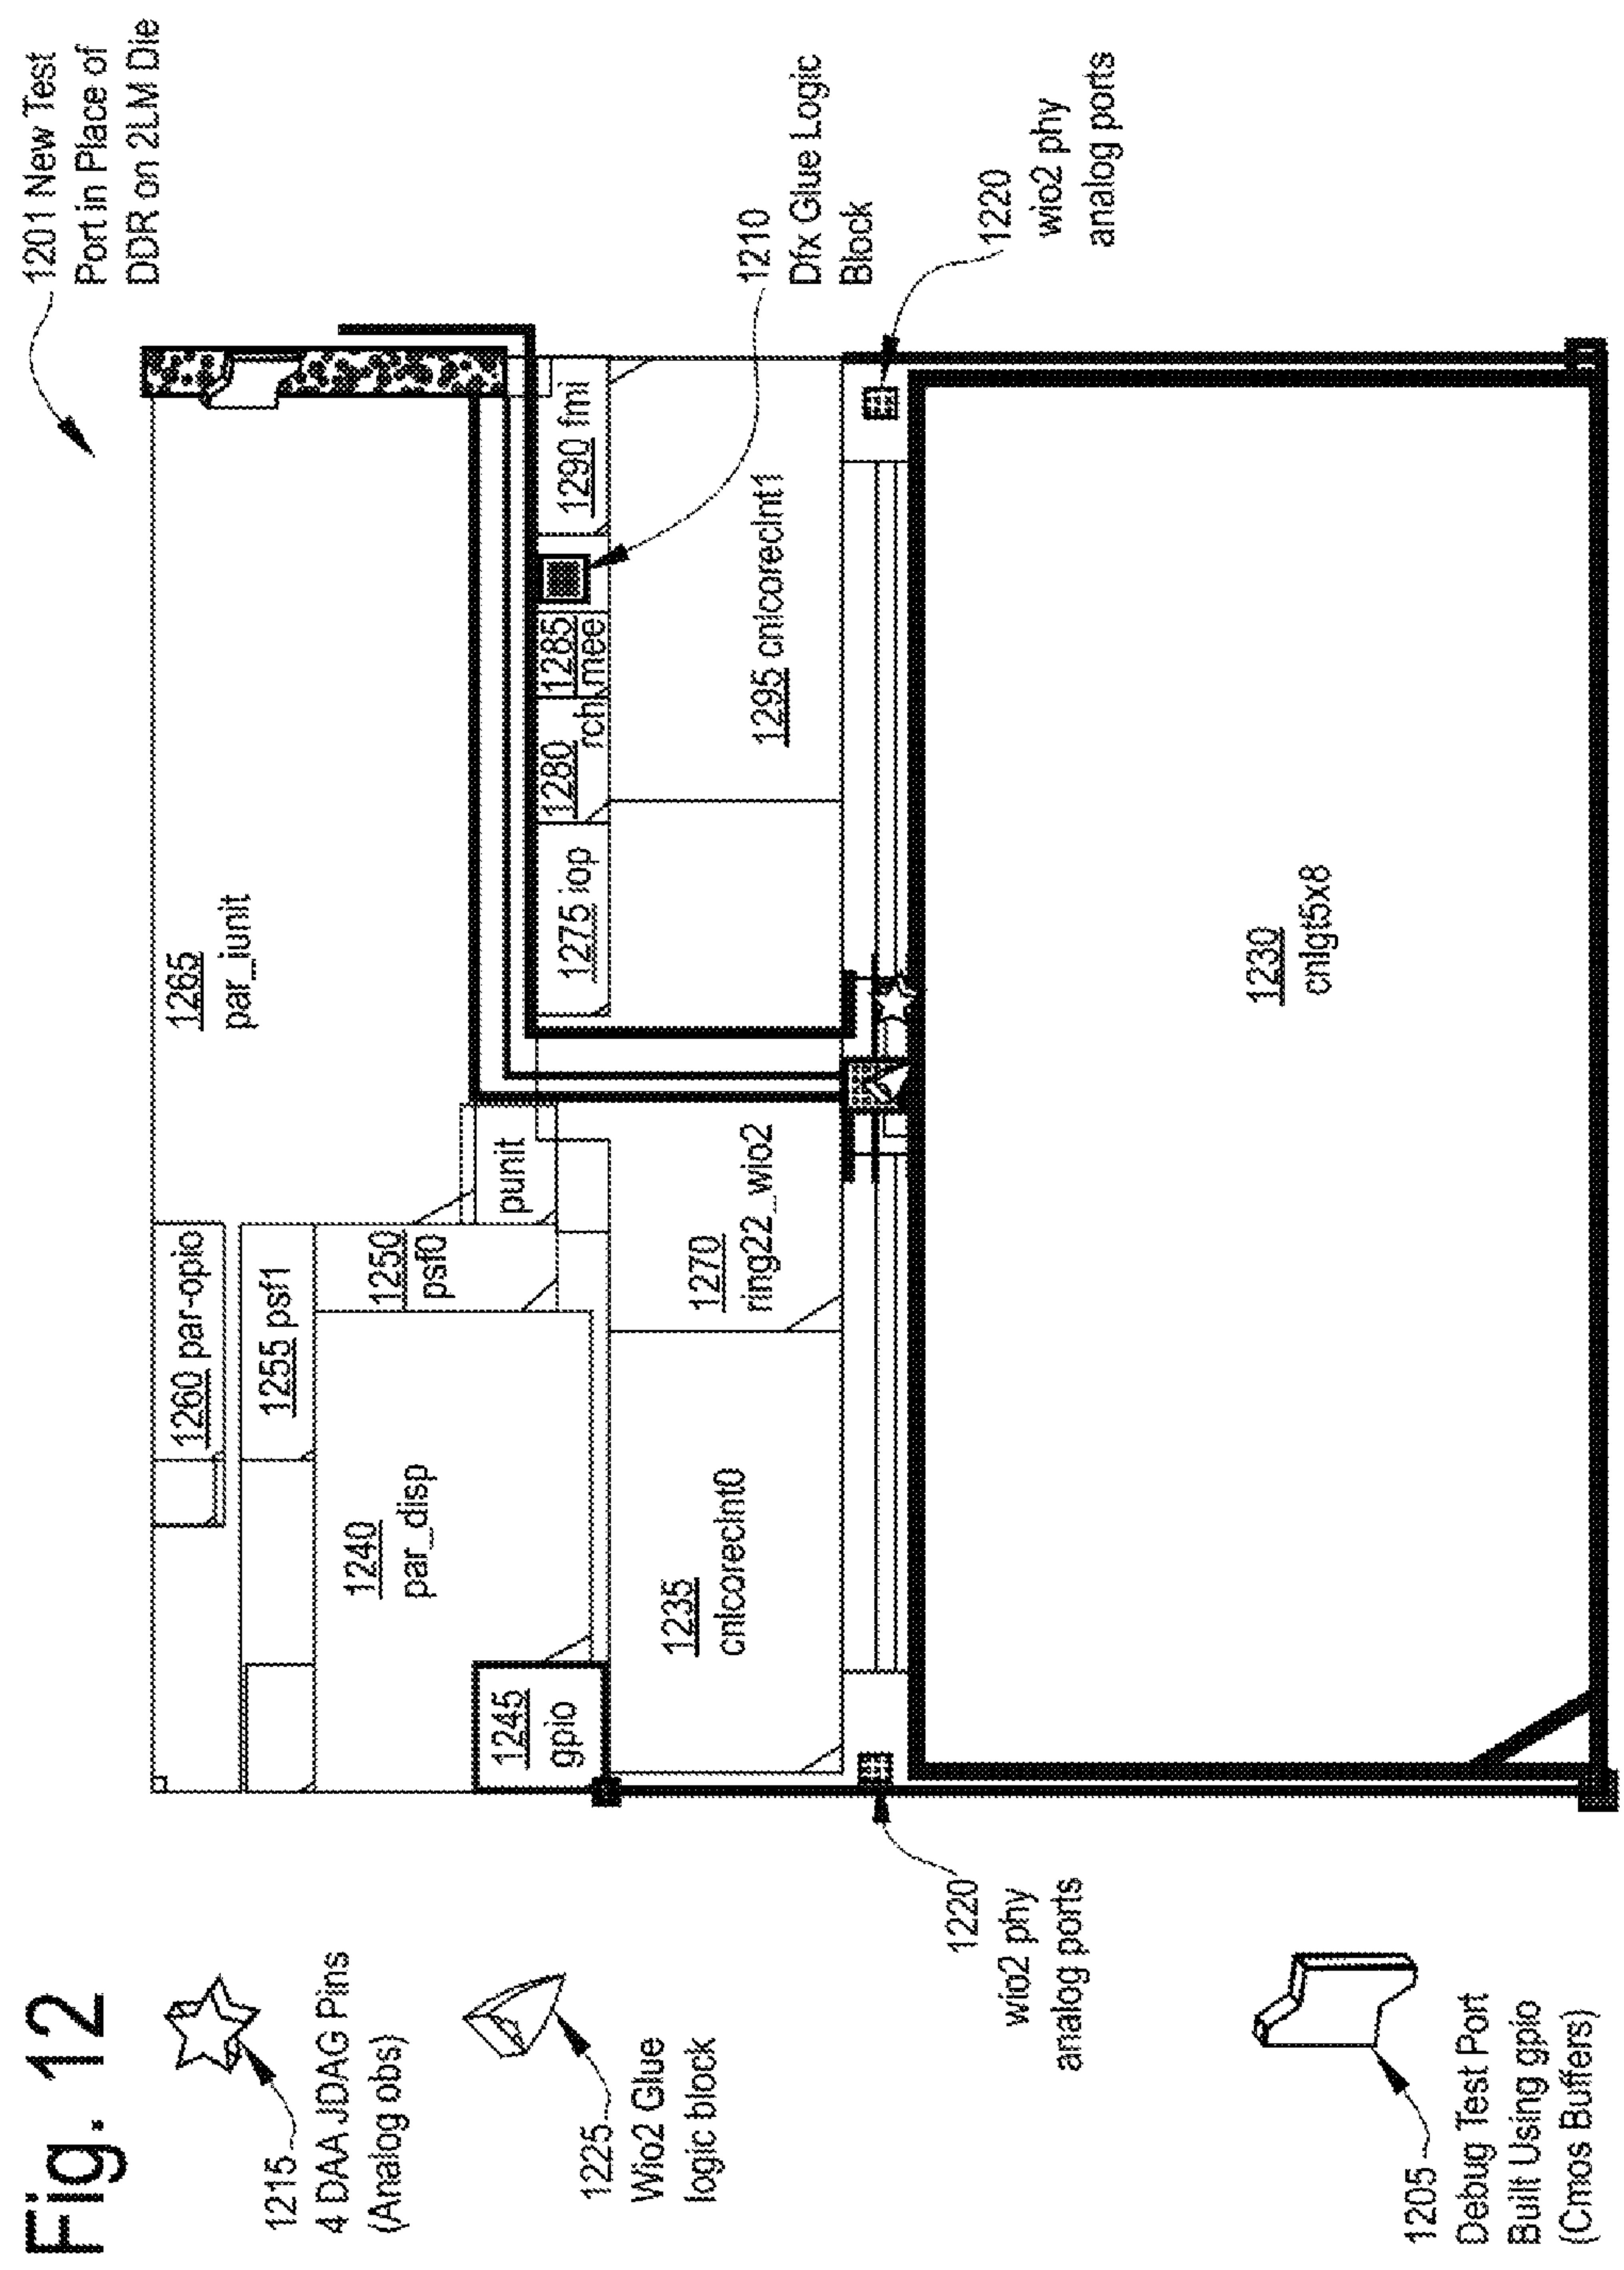 Fig. 12
1201 New Test
Port in Place of
DDR on 2LM Die
1215
4 DAA JDAG Pins
(Analog obs)
1225
Wio2 Glue
logic block
1220
wio2 phy
analog ports
1205
Debug Test Port
Built Using gpio
(Cmos Buffers)
1210
Dfx Glue Logic
Block
1220
wio2 phy
analog ports
1260 par-opio
1255 psf1
1250
psf0
punit
1265
par_iunit
1240
par_disp
1245
gpio
1235
cnlcorecInt0
1270
ring22_wio2
1275 iop
1280
rch
1285
mee
1290 fmi
1295 cnlcorecInt1
1230
cnlgt5x8